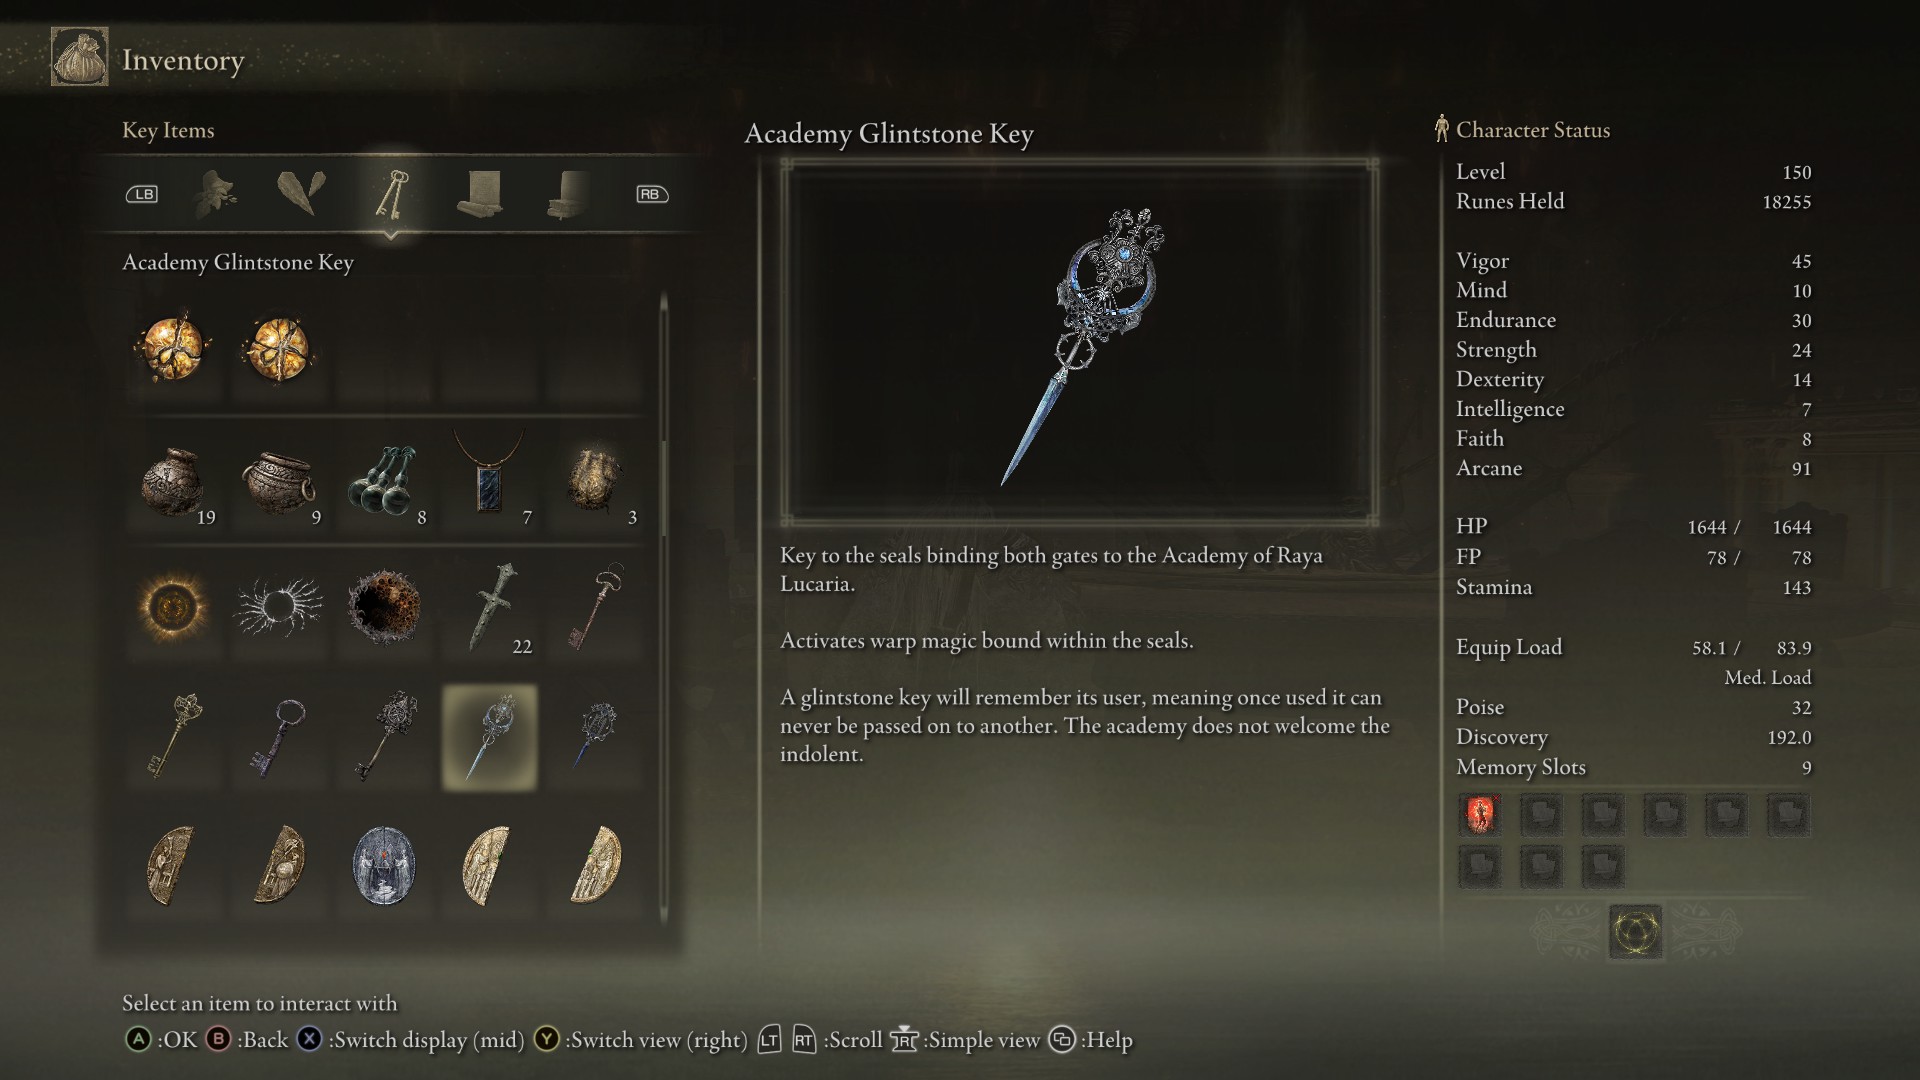 Inventory
Key Items
LB
RB
Academy Glintstone Key
19
9
8
7
3
22
Academy Glintstone Key
Key to the seals binding both gates to the Academy of Raya
Lucaria.
Activates warp magic bound within the seals.
A glintstone key will remember its user, meaning once used it can
never be passed on to another. The academy does not welcome the
indolent.
Character Status
Level 150
Runes Held 18255
Vigor 45
Mind 10
Endurance 30
Strength 24
Dexterity 14
Intelligence 7
Faith 8
Arcane 91
HP 1644 / 1644
FP 78 / 78
Stamina 143
Equip Load 58.1 / 83.9
Med. Load
Poise 32
Discovery 192.0
Memory Slots 9
Select an item to interact with
A :OK B :Back X :Switch display (mid) Y :Switch view (right) LT RT :Scroll R :Simple view :Help